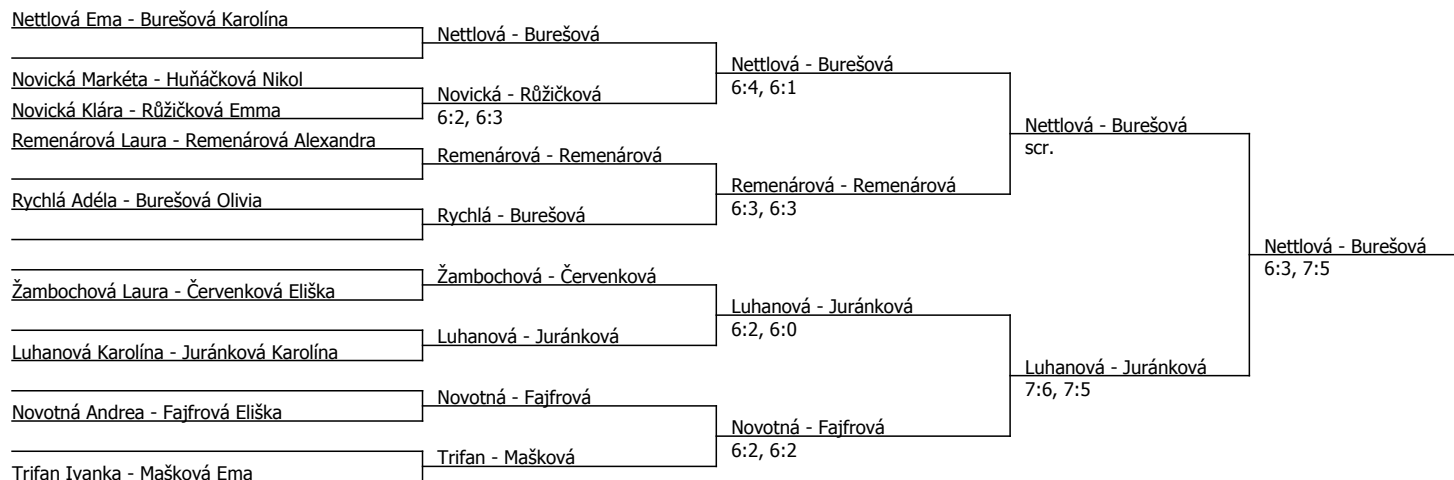 Nettlová Ema - Burešová Karolína
Novická Markéta - Huňáčková Nikol
Novická Klára - Růžičková Emma
Remenárová Laura - Remenárová Alexandra
Rychlá Adéla - Burešová Olivia
Žambochová Laura - Červenková Eliška
Luhanová Karolína - Juránková Karolína
Novotná Andrea - Fajfrová Eliška
Trifan Ivanka - Mašková Ema
Nettlová - Burešová
Novická - Růžičková
6:2, 6:3
Remenárová - Remenárová
Rychlá - Burešová
Žambochová - Červenková
Luhanová - Juránková
Novotná - Fajfrová
Trifan - Mašková
Nettlová - Burešová
6:4, 6:1
Remenárová - Remenárová
6:3, 6:3
Luhanová - Juránková
6:2, 6:0
Novotná - Fajfrová
6:2, 6:2
Nettlová - Burešová
scr.
Luhanová - Juránková
7:6, 7:5
Nettlová - Burešová
6:3, 7:5